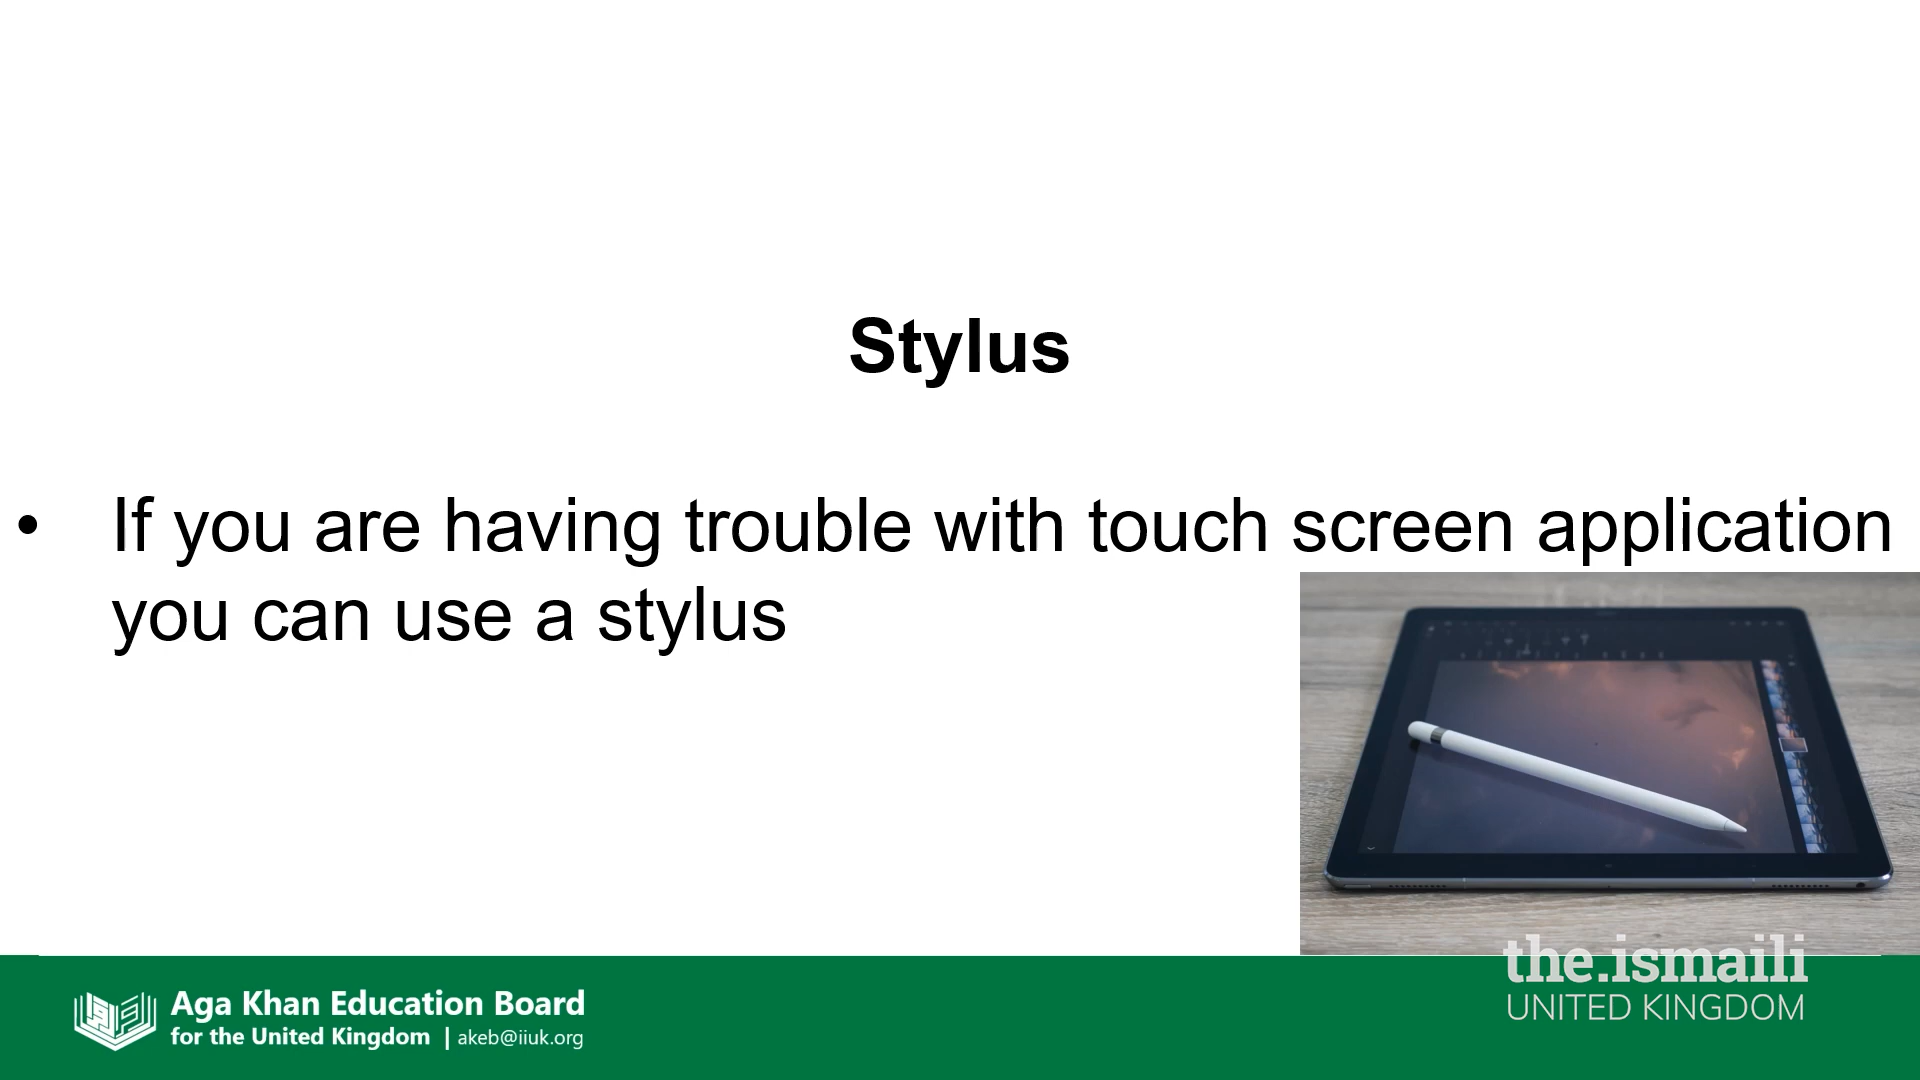 Stylus
• If you are having trouble with touch screen application
you can use a stylus
Aga Khan Education Board
for the United Kingdom | akeb@iiuk.org
the.ismaili
UNITED KINGDOM